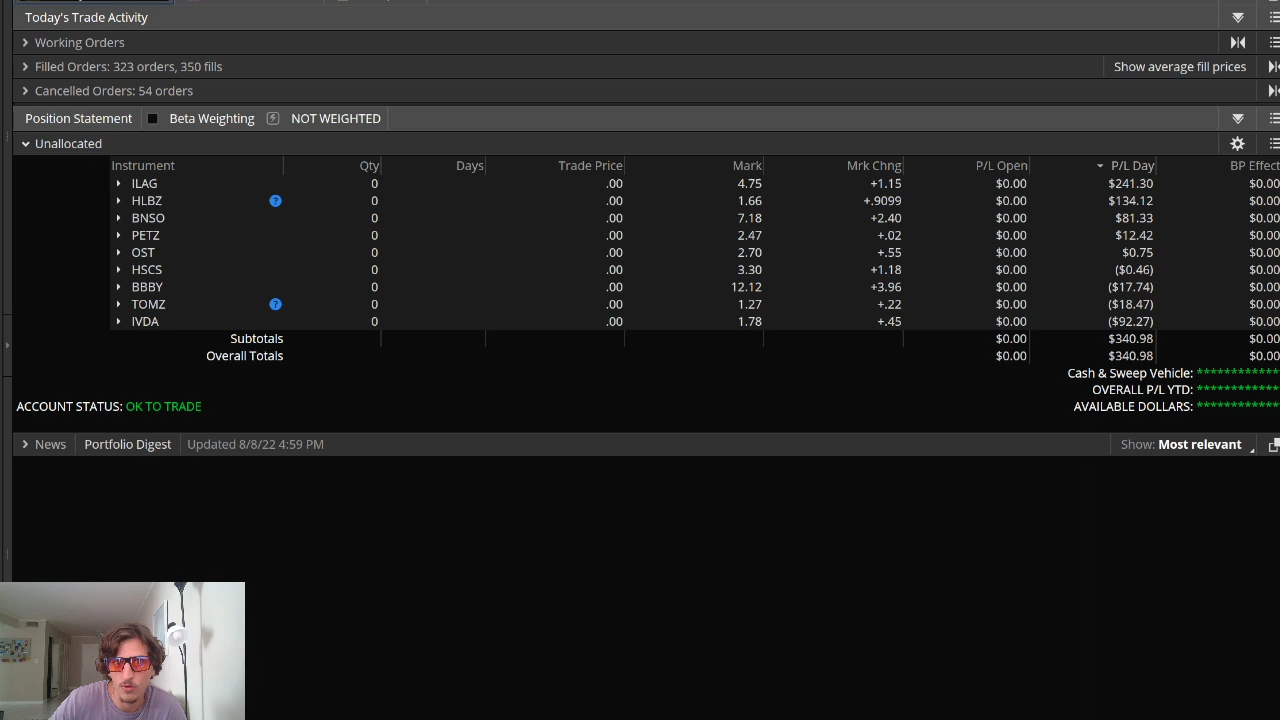 Today's Trade Activity
Working Orders
Filled Orders: 323 orders, 350 fills Show average fill prices
Cancelled Orders: 54 orders
Position Statement Beta Weighting NOT WEIGHTED
Unallocated
Instrument Qty Days Trade Price Mark Mrk Chng P/L Open P/L Day BP Effect
ILAG 0 .00 4.75 +1.15 $0.00 $241.30 $0.00
HLBZ ? 0 .00 1.66 +.9099 $0.00 $134.12 $0.00
BNSO 0 .00 7.18 +2.40 $0.00 $81.33 $0.00
PETZ 0 .00 2.47 +.02 $0.00 $12.42 $0.00
OST 0 .00 2.70 +.55 $0.00 $0.75 $0.00
HSCS 0 .00 3.30 +1.18 $0.00 ($0.46) $0.00
BBBY 0 .00 12.12 +3.96 $0.00 ($17.74) $0.00
TOMZ ? 0 .00 1.27 +.22 $0.00 ($18.47) $0.00
IVDA 0 .00 1.78 +.45 $0.00 ($92.27) $0.00
Subtotals $0.00 $340.98 $0.00
Overall Totals $0.00 $340.98 $0.00
Cash & Sweep Vehicle: ************
OVERALL P/L YTD: ************
ACCOUNT STATUS: OK TO TRADE AVAILABLE DOLLARS: ************
News Portfolio Digest Updated 8/8/22 4:59 PM Show: Most relevant